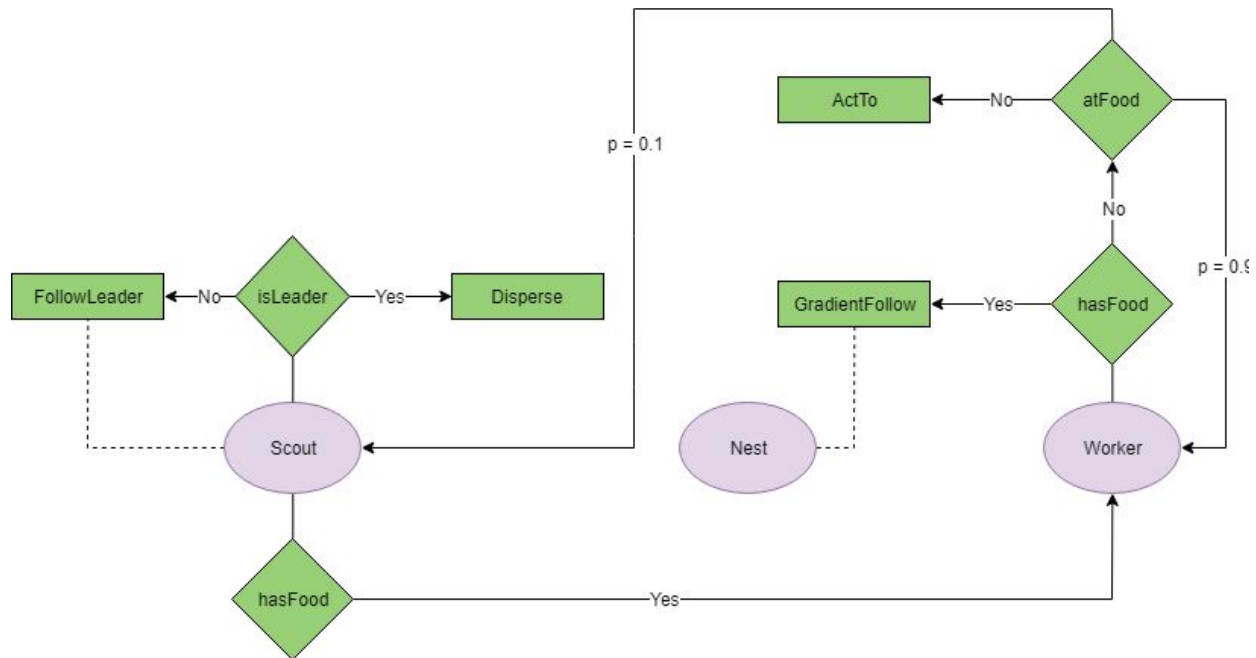 ActTo
No
atFood
p = 0.1
No
FollowLeader
No
isLeader
Yes
Disperse
GradientFollow
Yes
hasFood
p = 0.9
Scout
Nest
Worker
hasFood
Yes